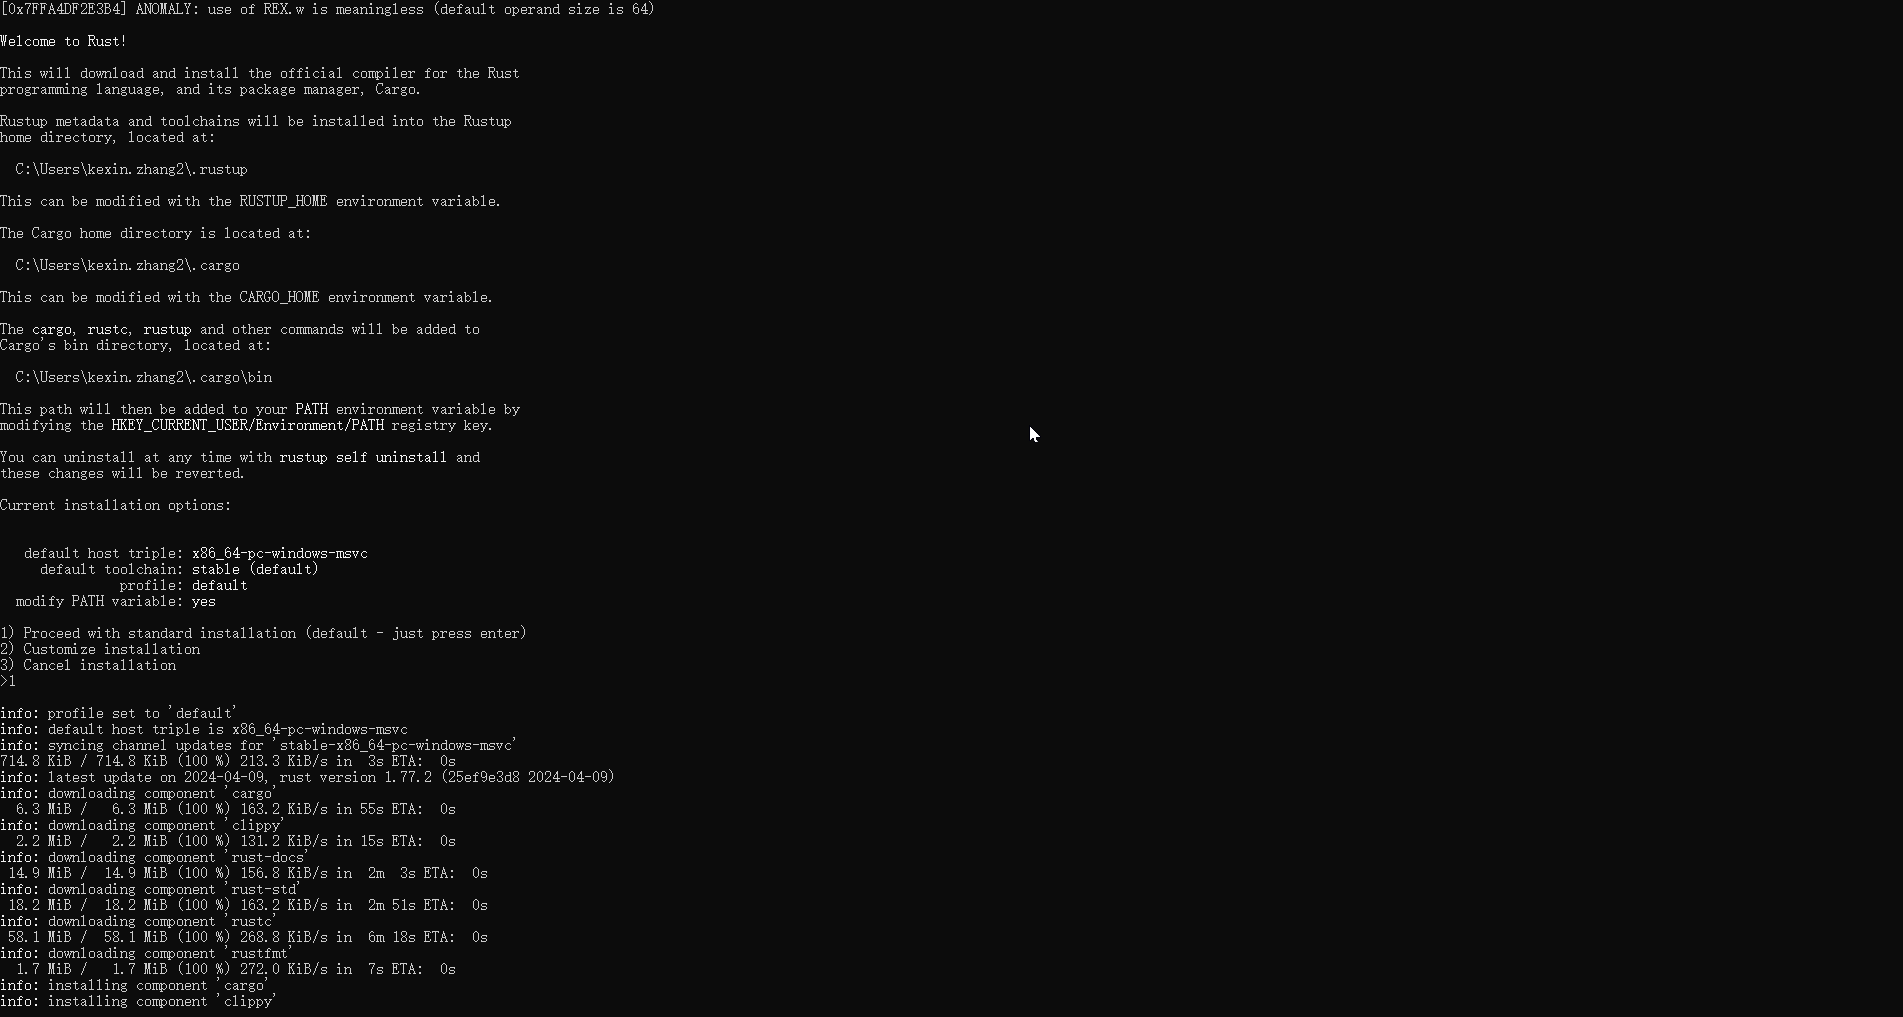 [0x7FFA4DF2E3B4] ANOMALY: use of REX.w is meaningless (default operand size is 64)
Welcome to Rust!
This will download and install the official compiler for the Rust
programming language, and its package manager, Cargo.
Rustup metadata and toolchains will be installed into the Rustup
home directory, located at:
C:\Users\kexin.zhang2\.rustup
This can be modified with the RUSTUP_HOME environment variable.
The Cargo home directory is located at:
C:\Users\kexin.zhang2\.cargo
This can be modified with the CARGO_HOME environment variable.
The cargo, rustc, rustup and other commands will be added to
Cargo's bin directory, located at:
C:\Users\kexin.zhang2\.cargo\bin
This path will then be added to your PATH environment variable by
modifying the HKEY_CURRENT_USER/Environment/PATH registry key.
You can uninstall at any time with rustup self uninstall and
these changes will be reverted.
Current installation options:
default host triple: x86_64-pc-windows-msvc
default toolchain: stable (default)
profile: default
modify PATH variable: yes
1) Proceed with standard installation (default - just press enter)
2) Customize installation
3) Cancel installation
>1
info: profile set to 'default'
info: default host triple is x86_64-pc-windows-msvc
info: syncing channel updates for 'stable-x86_64-pc-windows-msvc'
714.8 KiB / 714.8 KiB (100 %) 213.3 KiB/s in  3s ETA:  0s
info: latest update on 2024-04-09, rust version 1.77.2 (25ef9e3d8 2024-04-09)
info: downloading component 'cargo'
6.3 MiB /   6.3 MiB (100 %) 163.2 KiB/s in 55s ETA:  0s
info: downloading component 'clippy'
2.2 MiB /   2.2 MiB (100 %) 131.2 KiB/s in 15s ETA:  0s
info: downloading component 'rust-docs'
14.9 MiB /  14.9 MiB (100 %) 156.8 KiB/s in  2m  3s ETA:  0s
info: downloading component 'rust-std'
18.2 MiB /  18.2 MiB (100 %) 163.2 KiB/s in  2m 51s ETA:  0s
info: downloading component 'rustc'
58.1 MiB /  58.1 MiB (100 %) 268.8 KiB/s in  6m 18s ETA:  0s
info: downloading component 'rustfmt'
1.7 MiB /   1.7 MiB (100 %) 272.0 KiB/s in  7s ETA:  0s
info: installing component 'cargo'
info: installing component 'clippy'